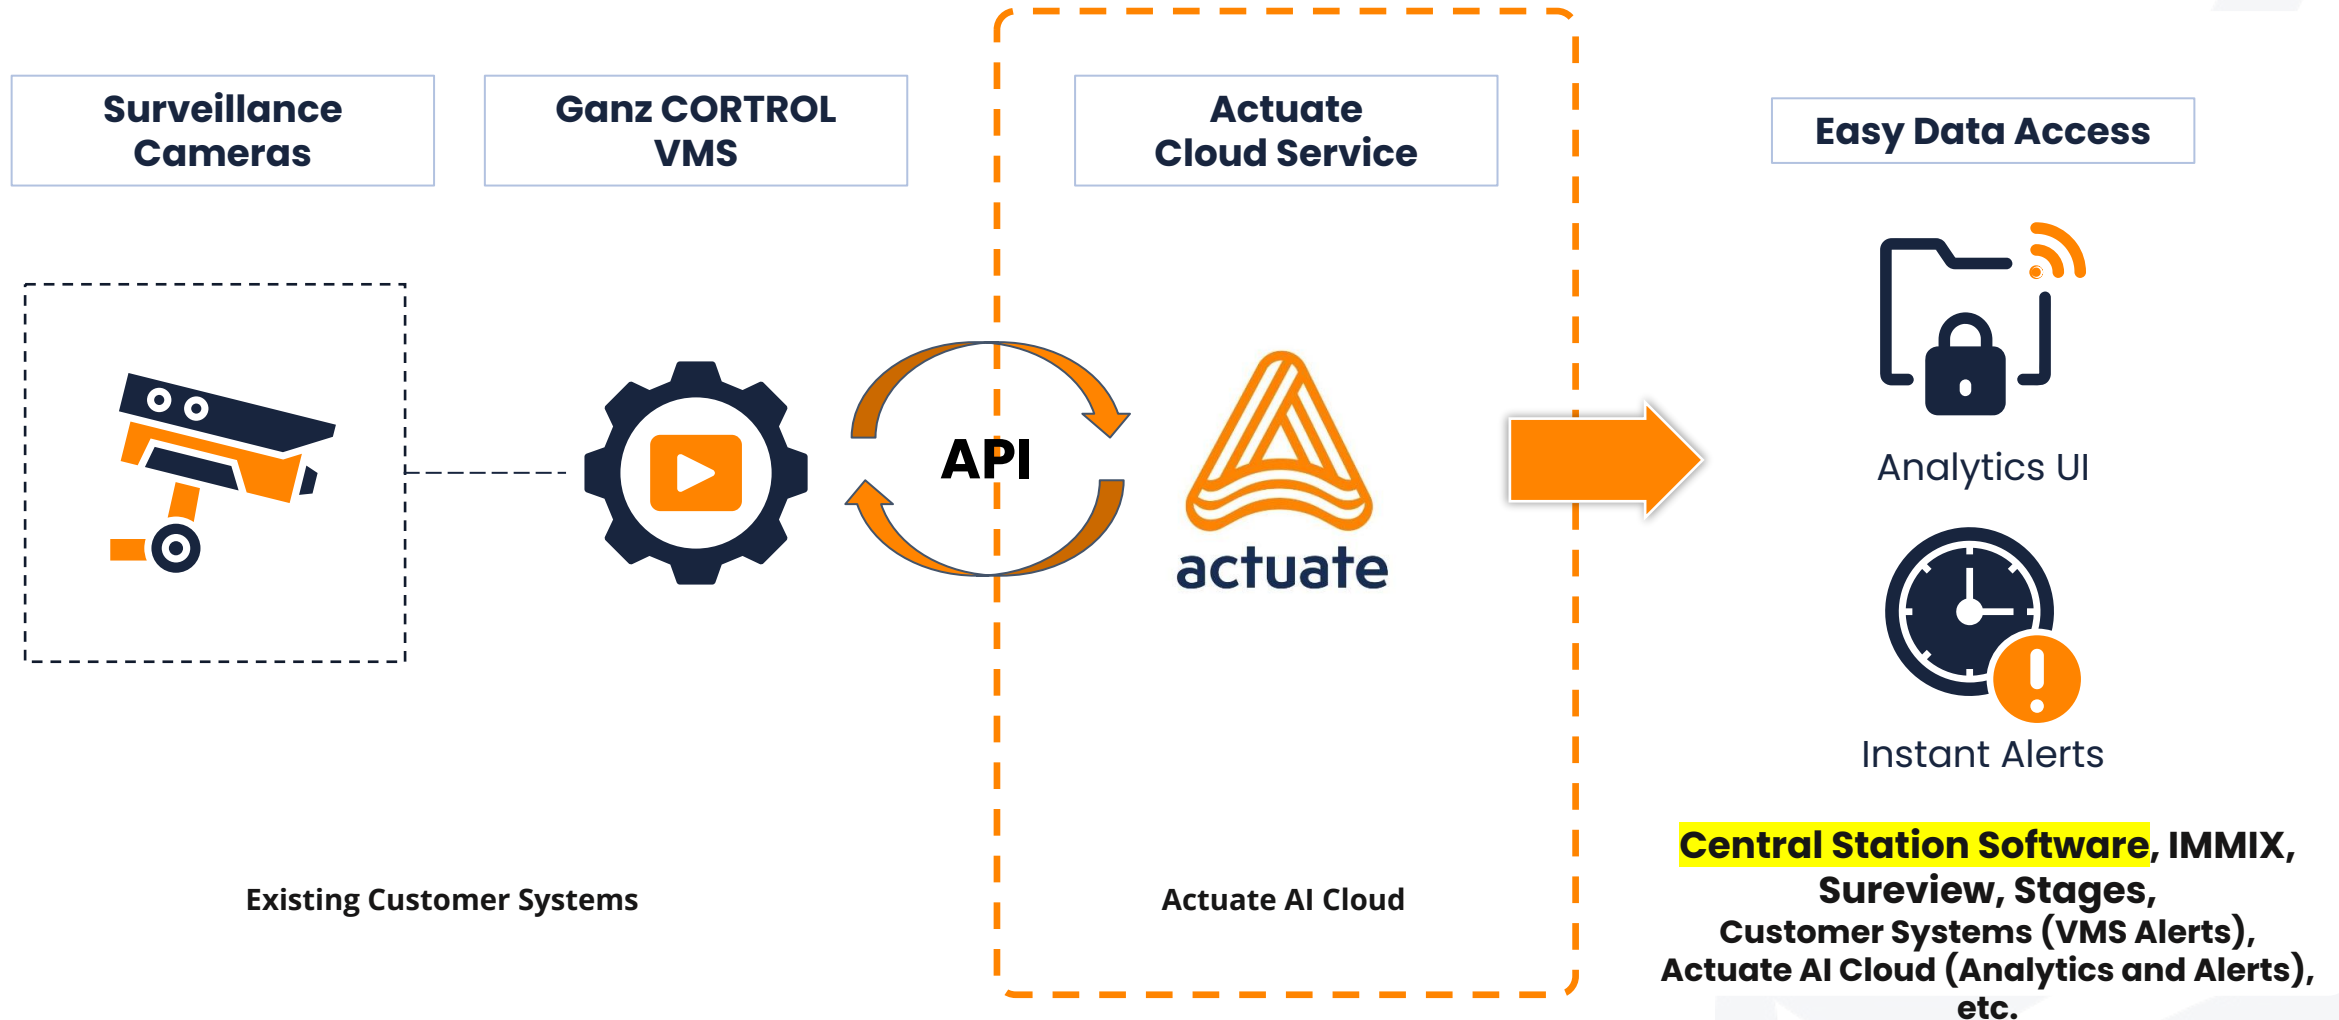 Surveillance
Cameras
Ganz CORTROL
VMS
Actuate
Cloud Service
Easy Data Access
API
actuate
Analytics UI
Instant Alerts
Existing Customer Systems
Actuate AI Cloud
Central Station Software, IMMIX,
Sureview, Stages,
Customer Systems (VMS Alerts),
Actuate AI Cloud (Analytics and Alerts),
etc.